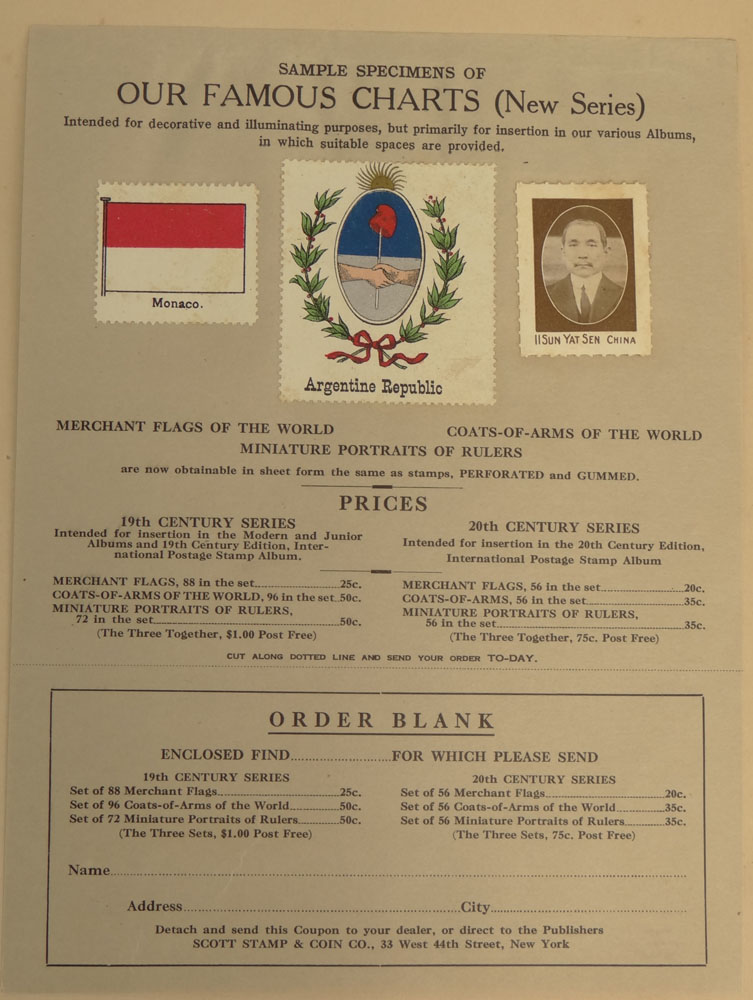 SAMPLE SPECIMENS OF
OUR FAMOUS CHARTS (New Series)
Intended for decorative and illuminating purposes, but primarily for insertion in our various Albums,
in which suitable spaces are provided.
Monaco.
Argentine Republic
11 SUN YAT SEN CHINA
MERCHANT FLAGS OF THE WORLD
COATS-OF-ARMS OF THE WORLD
MINIATURE PORTRAITS OF RULERS
are now obtainable in sheet form the same as stamps, PERFORATED and GUMMED.
PRICES
19th CENTURY SERIES
Intended for insertion in the Modern and Junior
Albums and 19th Century Edition, Inter-
national Postage Stamp Album.
MERCHANT FLAGS, 88 in the set 25c.
COATS-OF-ARMS OF THE WORLD, 96 in the set 50c.
MINIATURE PORTRAITS OF RULERS,
72 in the set 50c.
(The Three Together, $1.00 Post Free)
20th CENTURY SERIES
Intended for insertion in the 20th Century Edition,
International Postage Stamp Album
MERCHANT FLAGS, 56 in the set 20c.
COATS-OF-ARMS, 56 in the set 35c.
MINIATURE PORTRAITS OF RULERS,
56 in the set 35c.
(The Three Together, 75c. Post Free)
CUT ALONG DOTTED LINE AND SEND YOUR ORDER TO-DAY.
ORDER BLANK
ENCLOSED FIND..........................FOR WHICH PLEASE SEND
19th CENTURY SERIES
Set of 88 Merchant Flags 25c.
Set of 96 Coats-of-Arms of the World 50c.
Set of 72 Miniature Portraits of Rulers 50c.
(The Three Sets, $1.00 Post Free)
20th CENTURY SERIES
Set of 56 Merchant Flags 20c.
Set of 56 Coats-of-Arms of the World 35c.
Set of 56 Miniature Portraits of Rulers 35c.
(The Three Sets, 75c. Post Free)
Name
Address City
Detach and send this Coupon to your dealer, or direct to the Publishers
SCOTT STAMP & COIN CO., 33 West 44th Street, New York